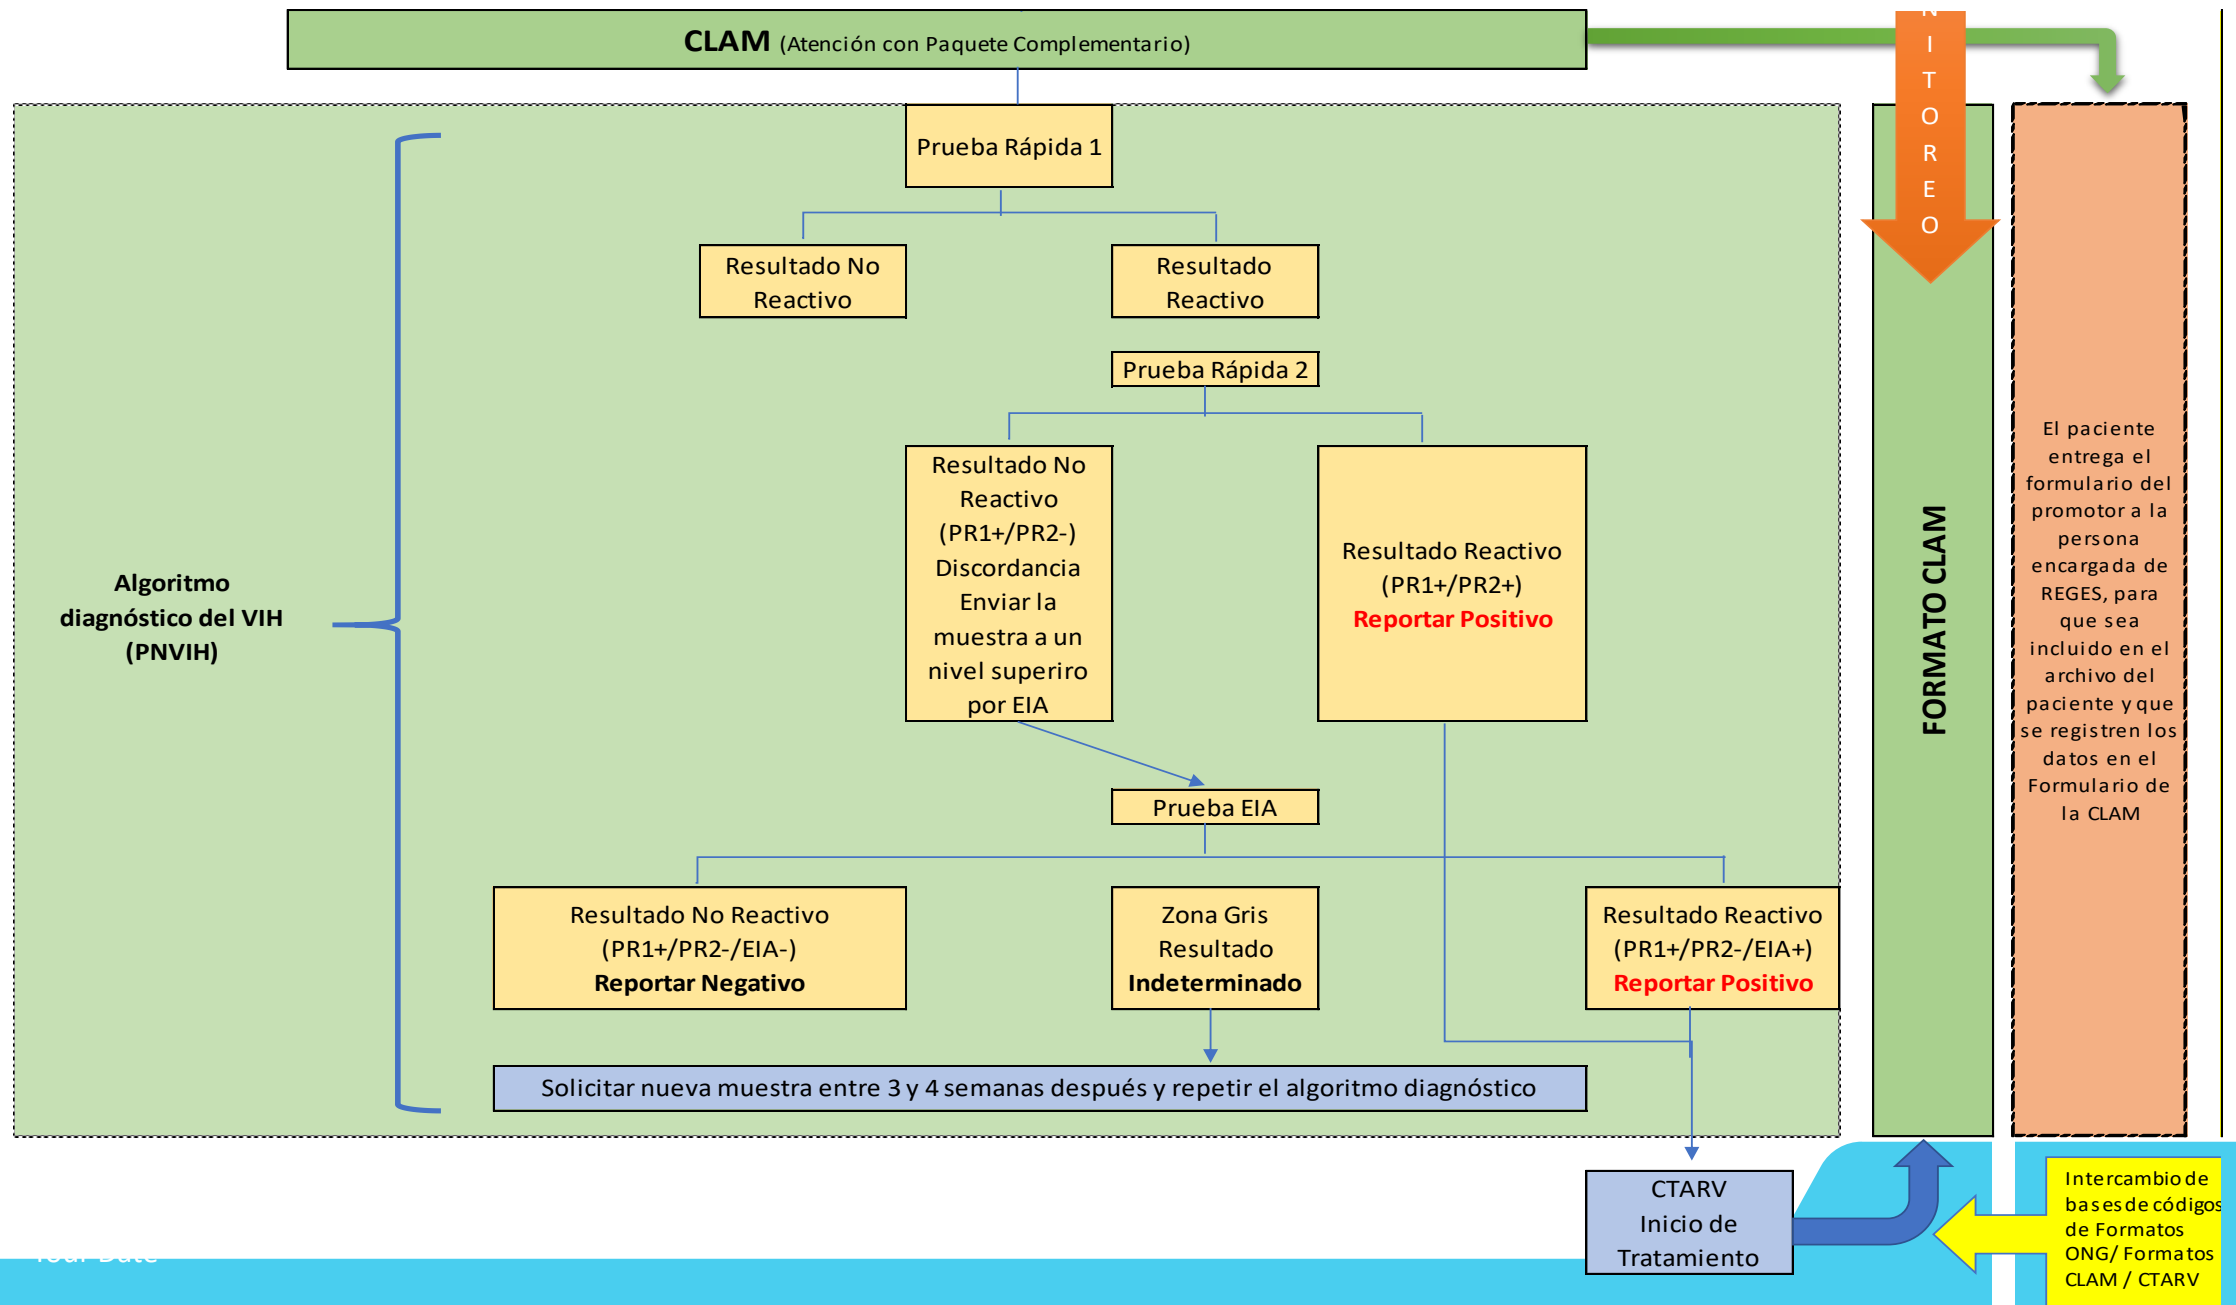 CLAM (Atención con Paquete Complementario)
N
I
T
O
R
E
O
Prueba Rápida 1
Resultado No
Reactivo
Resultado
Reactivo
Prueba Rápida 2
Resultado No
Reactivo
(PR1+/PR2-)
Discordancia
Enviar la
muestra a un
nivel superiro
por EIA
Resultado Reactivo
(PR1+/PR2+)
Reportar Positivo
Algoritmo
diagnóstico del VIH
(PNVIH)
Prueba EIA
Resultado No Reactivo
(PR1+/PR2-/EIA-)
Reportar Negativo
Zona Gris
Resultado
Indeterminado
Resultado Reactivo
(PR1+/PR2-/EIA+)
Reportar Positivo
Solicitar nueva muestra entre 3 y 4 semanas después y repetir el algoritmo diagnóstico
FORMATO CLAM
El paciente
entrega el
formulario del
promotor a la
persona
encargada de
REGES, para
que sea
incluido en el
archivo del
paciente y que
se registren los
datos en el
Formulario de
la CLAM
CTARV
Inicio de
Tratamiento
Intercambio de
bases de códigos
de Formatos
ONG/ Formatos
CLAM / CTARV
Your Date